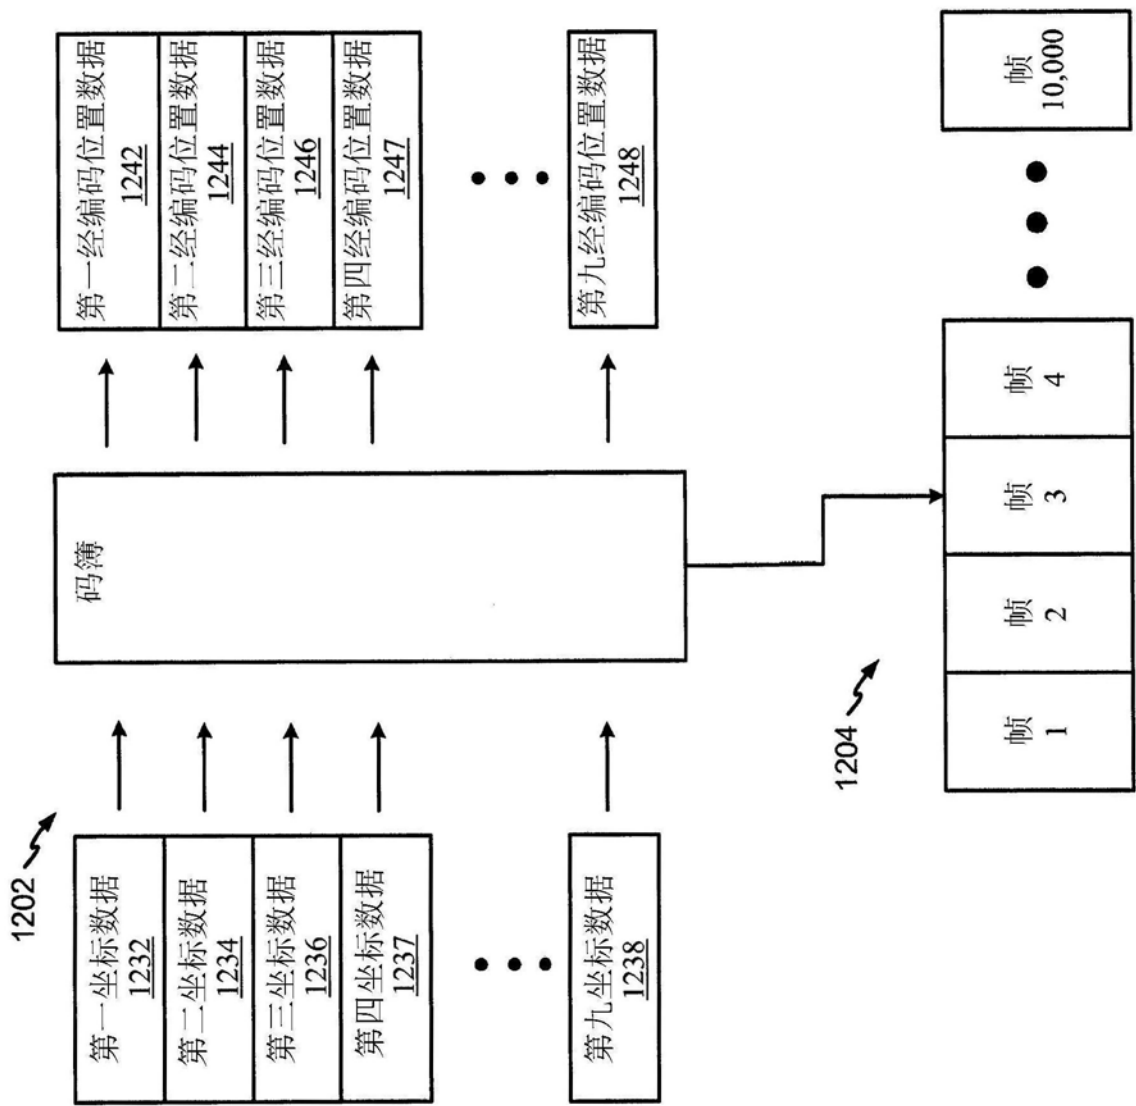 1202
第一坐标数据
1232
第二坐标数据
1234
第三坐标数据
1236
第四坐标数据
1237
第九坐标数据
1238
码簿
第一经编码位置数据
1242
第二经编码位置数据
1244
第三经编码位置数据
1246
第四经编码位置数据
1247
第九经编码位置数据
1248
1204
帧
1
帧
2
帧
3
帧
4
帧
10,000